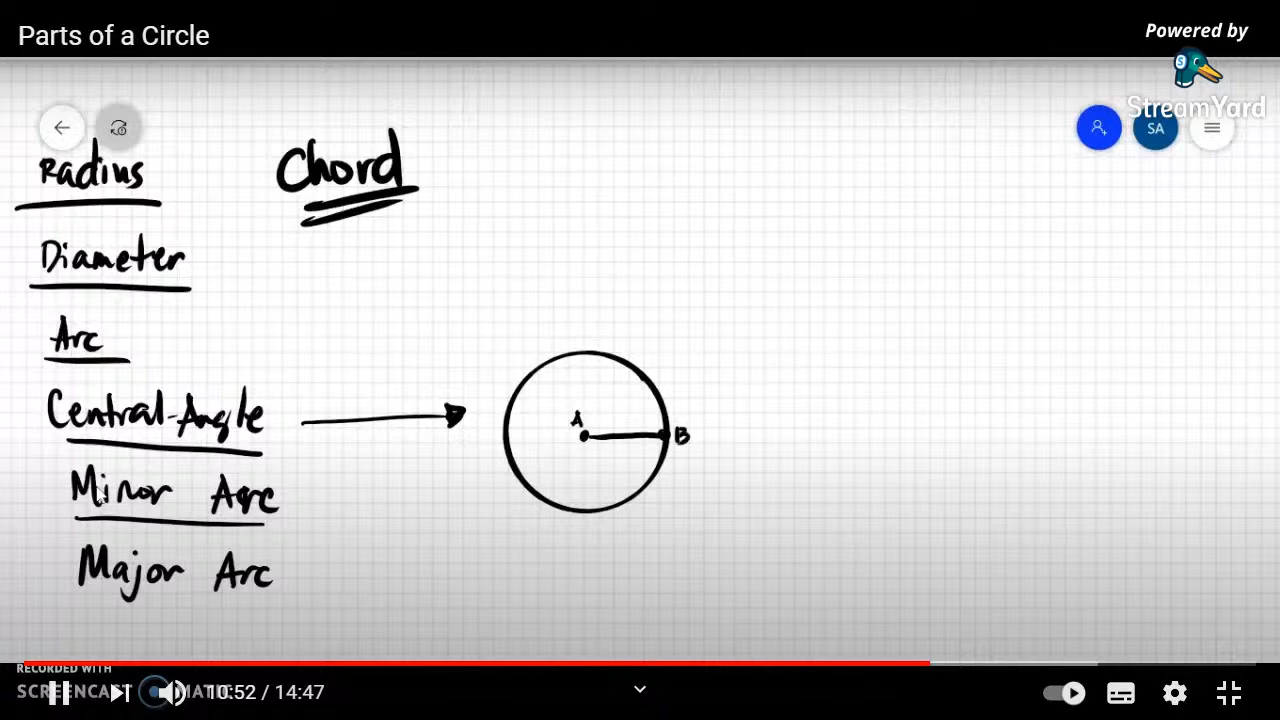 Parts of a Circle
Powered by
StreamYard
SA
Radius
Chord
Diameter
Arc
Central-Angle
A
B
Minor Arc
Major Arc
RECORDED WITH
10:52 / 14:47